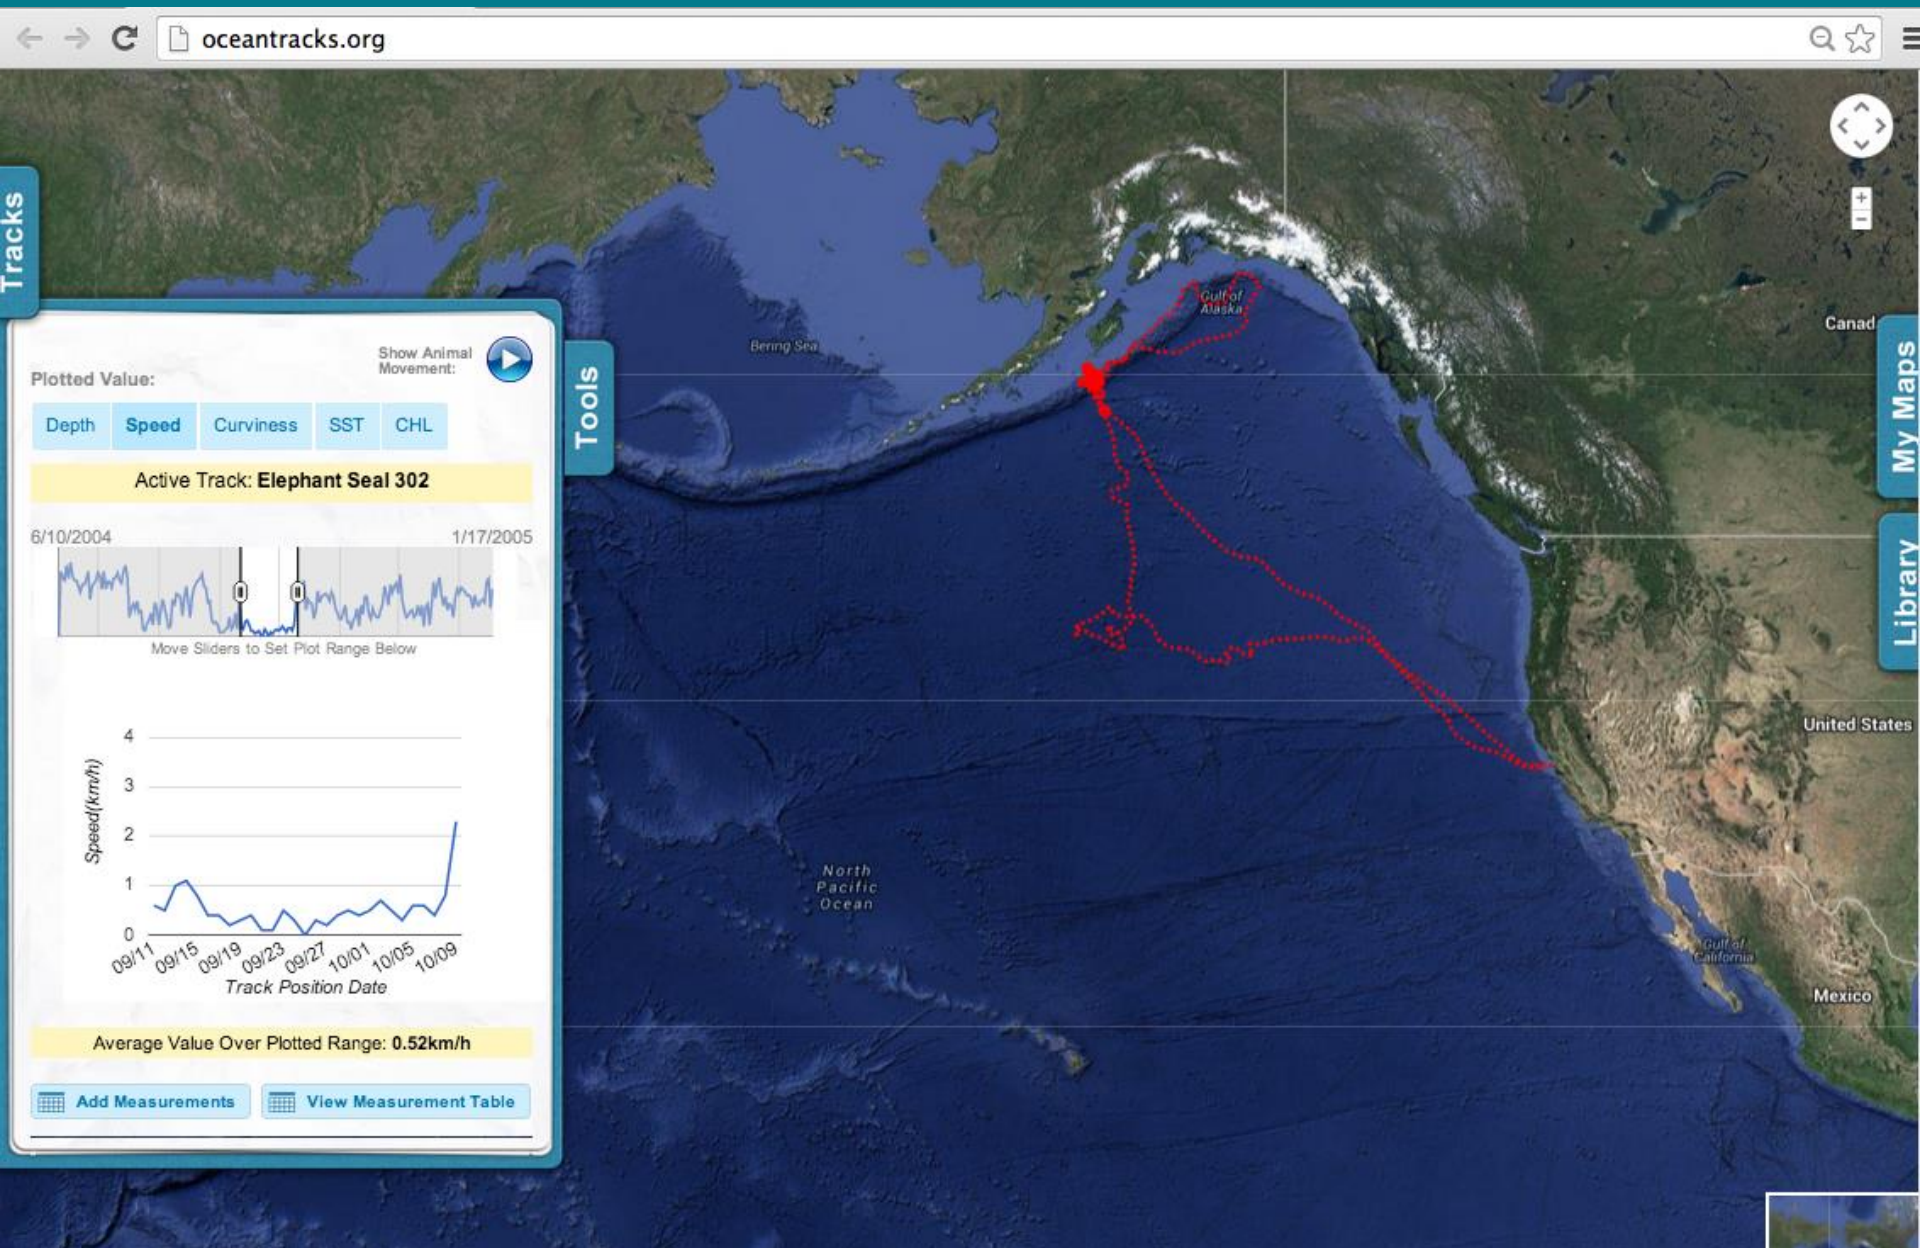 oceantracks.org
Tracks
Show Animal
Movement:
Plotted Value:
Depth Speed Curviness SST CHL
Active Track: Elephant Seal 302
6/10/2004 1/17/2005
Move Sliders to Set Plot Range Below
4
3
2
1
0
Speed(km/h)
09/11 09/15 09/19 09/23 09/27 10/01 10/05 10/09
Track Position Date
Average Value Over Plotted Range: 0.52km/h
Add Measurements View Measurement Table
Tools
Bering Sea
Gulf of
Alaska
Canad
My Maps
Library
United States
North
Pacific
Ocean
Gulf of
California
Mexico